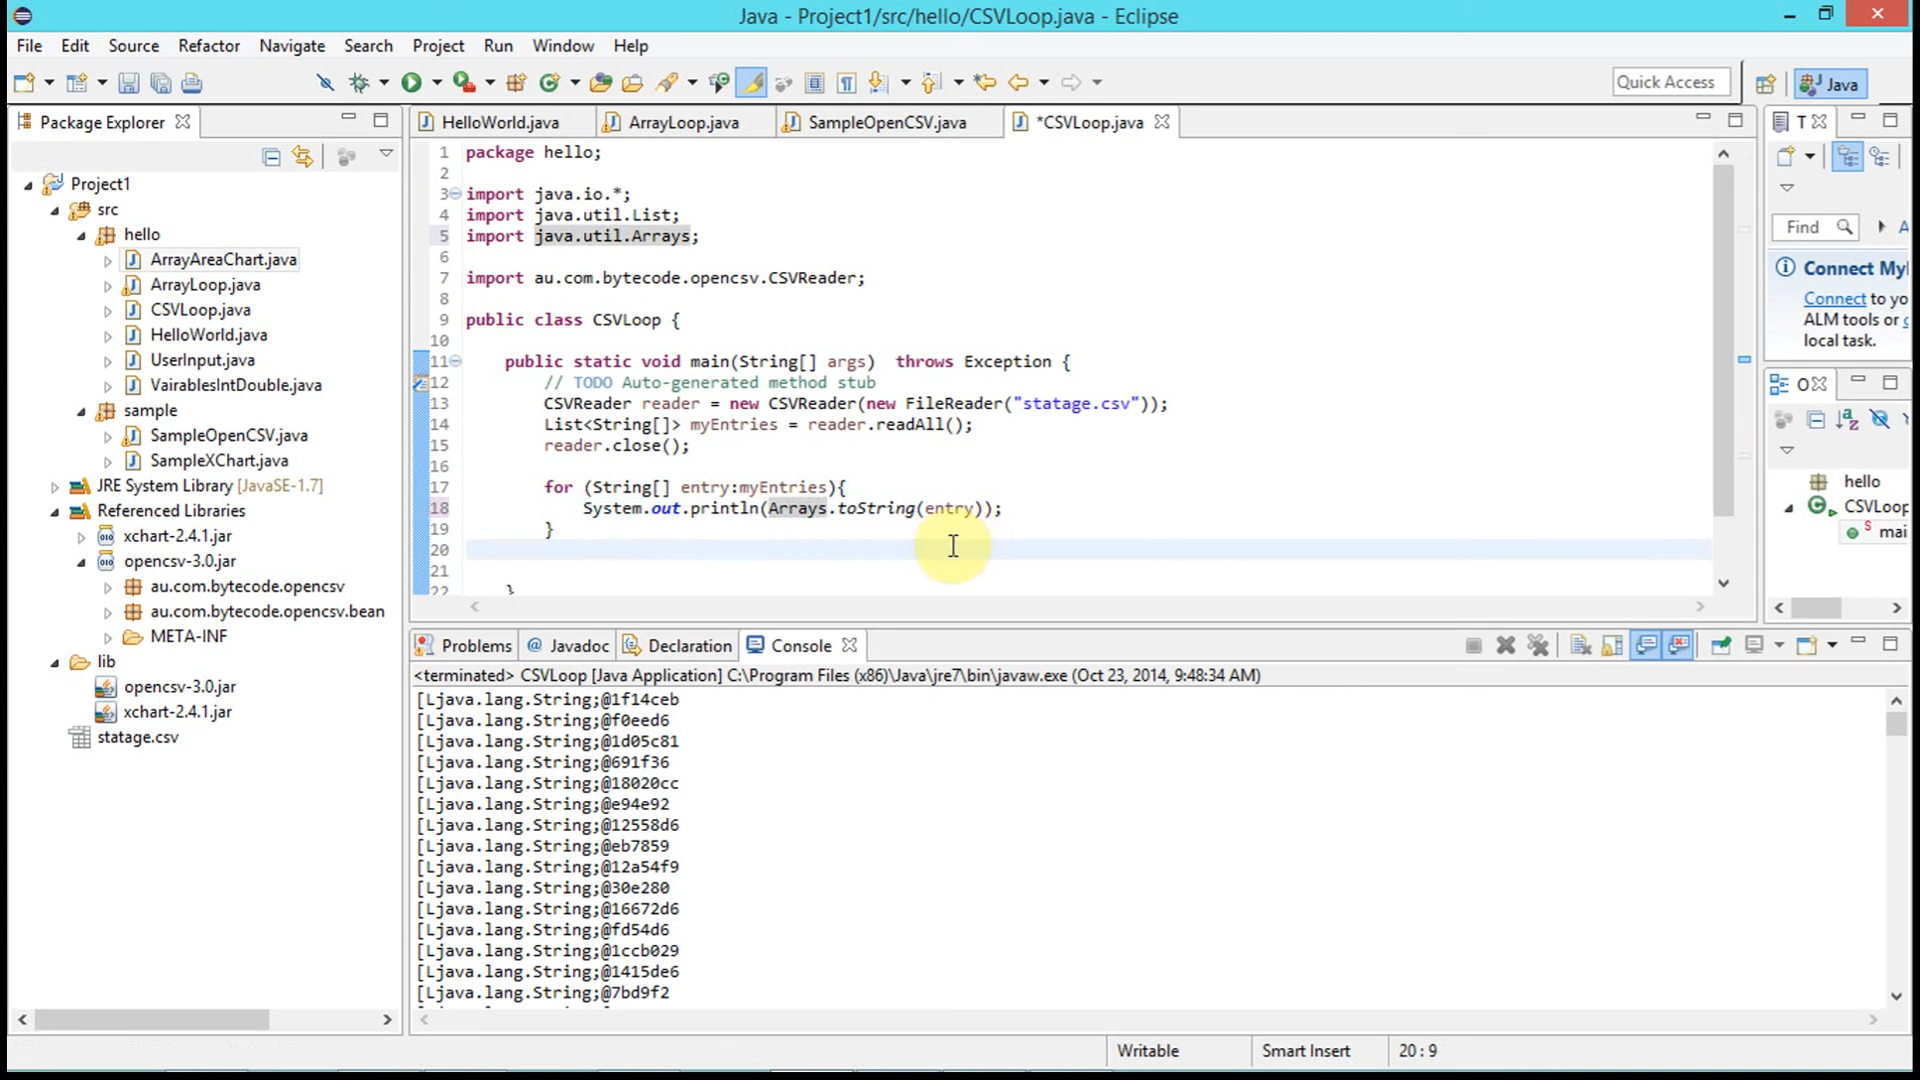 Java - Project1/src/hello/CSVLoop.java - Eclipse
File Edit Source Refactor Navigate Search Project Run Window Help
Quick Access
Java
Package Explorer
Project1
src
hello
ArrayAreaChart.java
ArrayLoop.java
CSVLoop.java
HelloWorld.java
UserInput.java
VairablesIntDouble.java
sample
SampleOpenCSV.java
SampleXChart.java
JRE System Library [JavaSE-1.7]
Referenced Libraries
xchart-2.4.1.jar
opencsv-3.0.jar
au.com.bytecode.opencsv
au.com.bytecode.opencsv.bean
META-INF
lib
opencsv-3.0.jar
xchart-2.4.1.jar
statage.csv
HelloWorld.java ArrayLoop.java SampleOpenCSV.java *CSVLoop.java
1 package hello;
2
3 import java.io.*;
4 import java.util.List;
5 import java.util.Arrays;
6
7 import au.com.bytecode.opencsv.CSVReader;
8
9 public class CSVLoop {
10
11 public static void main(String[] args) throws Exception {
12 // TODO Auto-generated method stub
13 CSVReader reader = new CSVReader(new FileReader("statage.csv"));
14 List<String[]> myEntries = reader.readAll();
15 reader.close();
16
17 for (String[] entry:myEntries){
18 System.out.println(Arrays.toString(entry));
19 }
20
21
22 }
T
Find
Connect Myl
Connect to yo
ALM tools or
local task.
O
hello
CSVLoop
mai
Problems Javadoc Declaration Console
<terminated> CSVLoop [Java Application] C:\Program Files (x86)\Java\jre7\bin\javaw.exe (Oct 23, 2014, 9:48:34 AM)
[Ljava.lang.String;@1f14ceb
[Ljava.lang.String;@f0eed6
[Ljava.lang.String;@1d05c81
[Ljava.lang.String;@691f36
[Ljava.lang.String;@18020cc
[Ljava.lang.String;@e94e92
[Ljava.lang.String;@12558d6
[Ljava.lang.String;@eb7859
[Ljava.lang.String;@12a54f9
[Ljava.lang.String;@30e280
[Ljava.lang.String;@16672d6
[Ljava.lang.String;@fd54d6
[Ljava.lang.String;@1ccb029
[Ljava.lang.String;@1415de6
[Ljava.lang.String;@7bd9f2
Writable Smart Insert 20 : 9